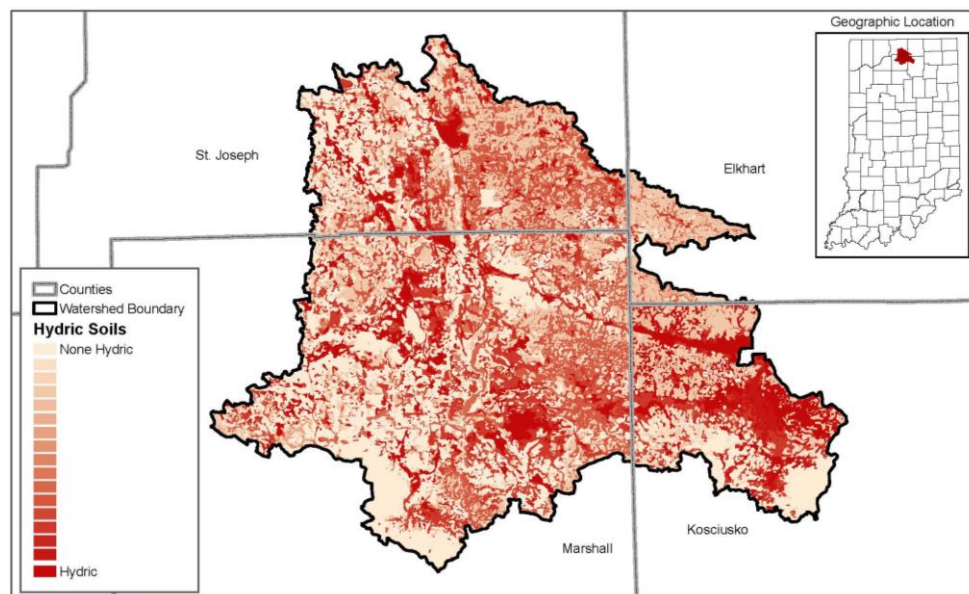 Geographic Location
St. Joseph
Elkhart
Counties
Watershed Boundary
Hydric Soils
None Hydric
Hydric
Marshall
Kosciusko